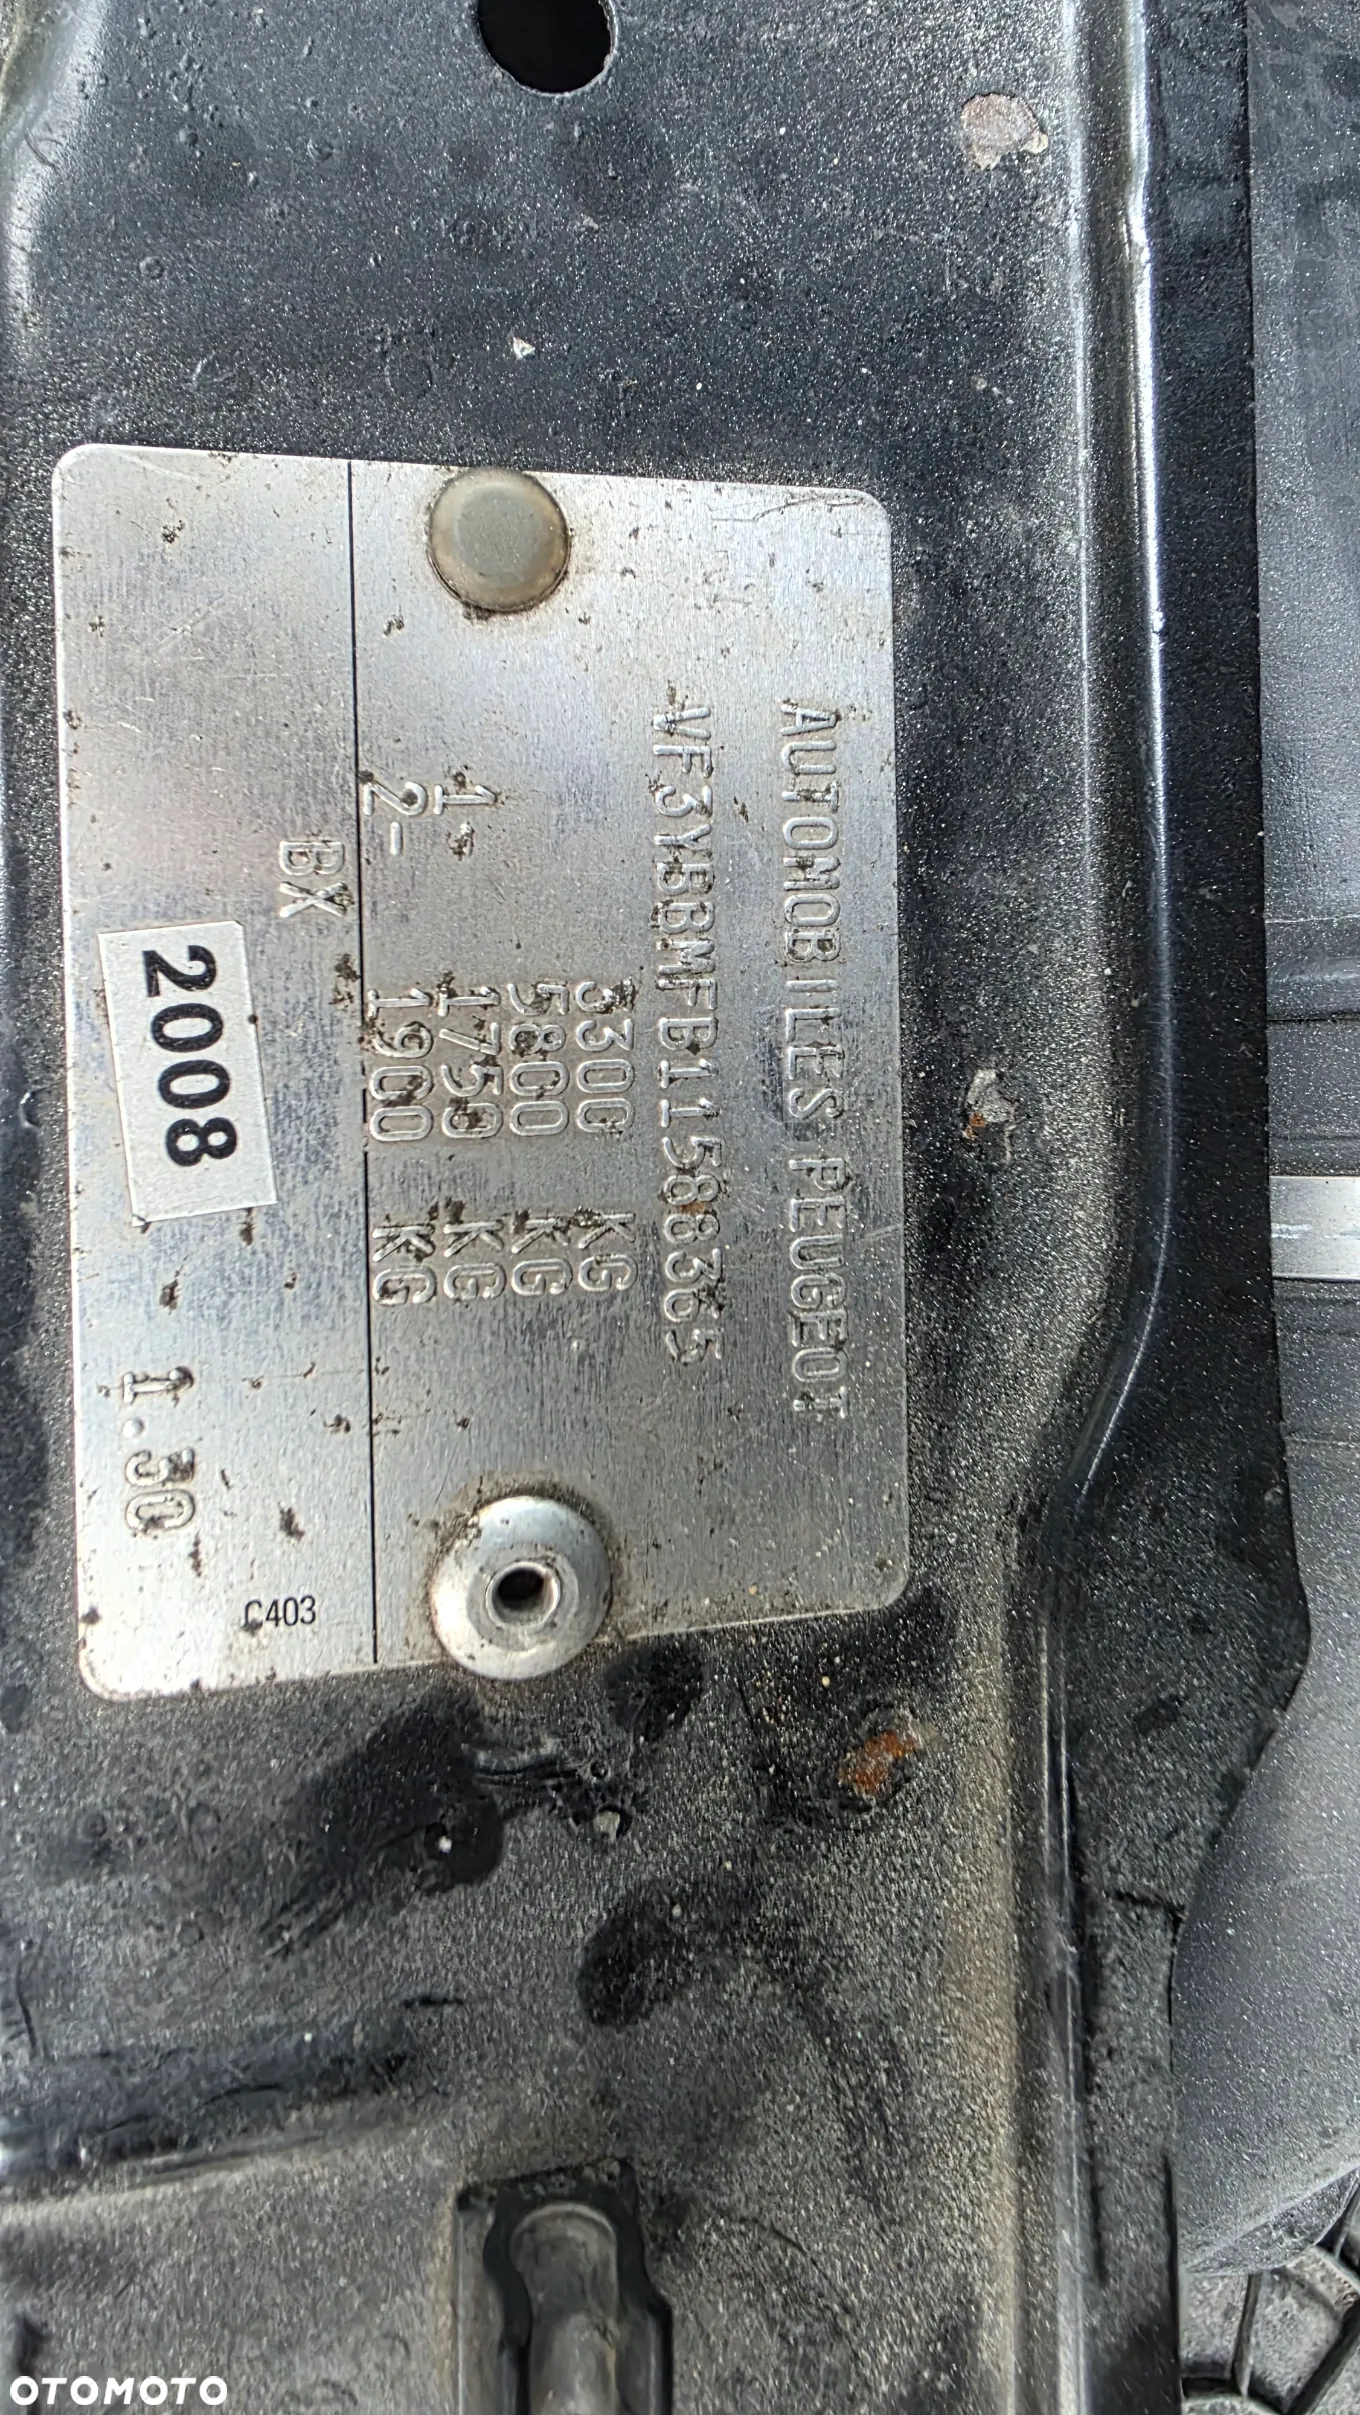 AUTOMOBILES PEUGEOT
VF3YBBMFB11588365
3300 KG
5800 KG
1- 1750 KG
2- 1900 KG
BX
2008
1.30
C403
OTOMOTO